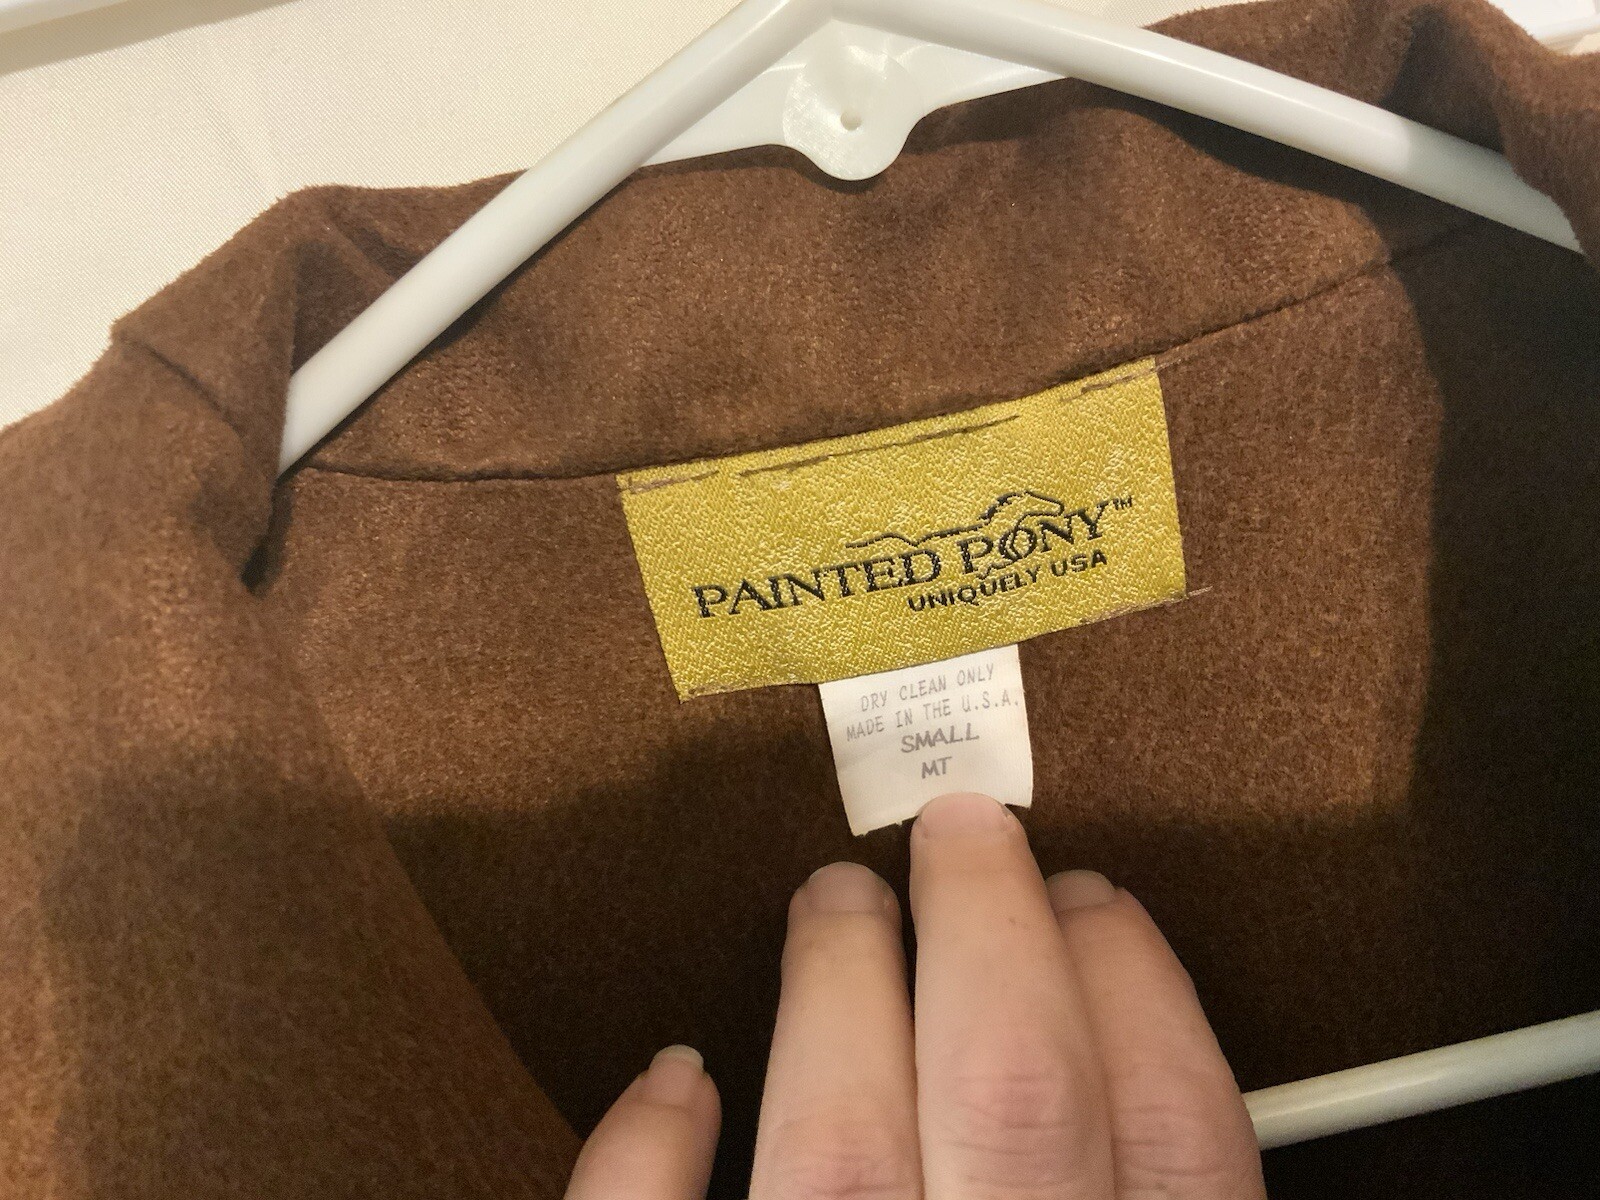 PAINTED PONY™
UNIQUELY USA
DRY CLEAN ONLY
MADE IN THE U.S.A.
SMALL
MT